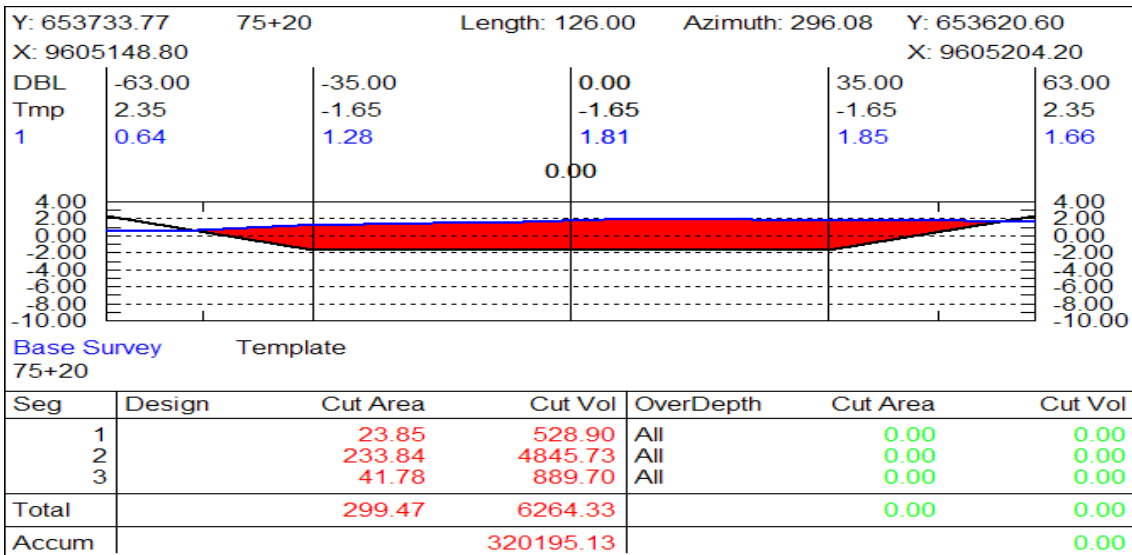 Y: 653733.77 75+20 Length: 126.00 Azimuth: 296.08 Y: 653620.60
X: 9605148.80 X: 9605204.20
DBL -63.00 -35.00 0.00 35.00 63.00
Tmp 2.35 -1.65 -1.65 -1.65 2.35
1 0.64 1.28 1.81 1.85 1.66
0.00
4.00 4.00
2.00 2.00
0.00 0.00
-2.00 -2.00
-4.00 -4.00
-6.00 -6.00
-8.00 -8.00
-10.00 -10.00
Base Survey Template
75+20
Seg Design Cut Area Cut Vol OverDepth Cut Area Cut Vol
1 23.85 528.90 All 0.00 0.00
2 233.84 4845.73 All 0.00 0.00
3 41.78 889.70 All 0.00 0.00
Total 299.47 6264.33 0.00 0.00
Accum 320195.13 0.00